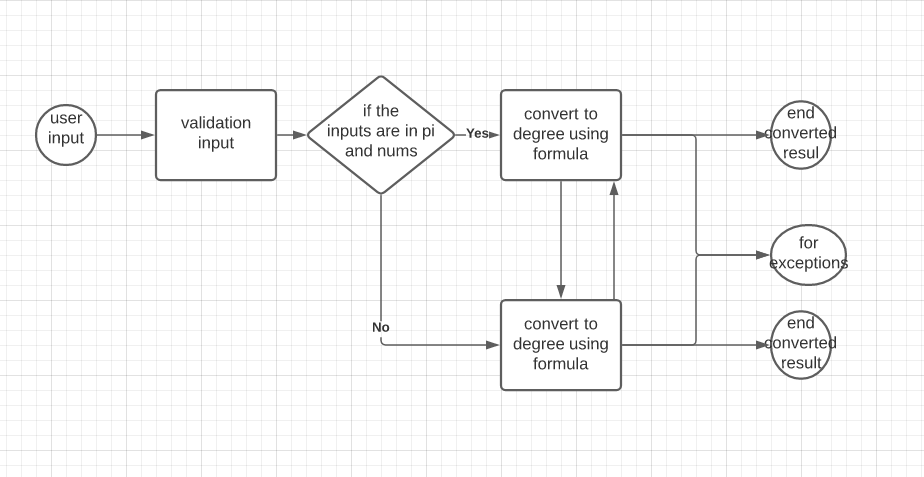 user
input
validation
input
if the
inputs are in pi
and nums
Yes
convert to
degree using
formula
end
converted
resul
for
exceptions
No
convert to
degree using
formula
end
converted
result